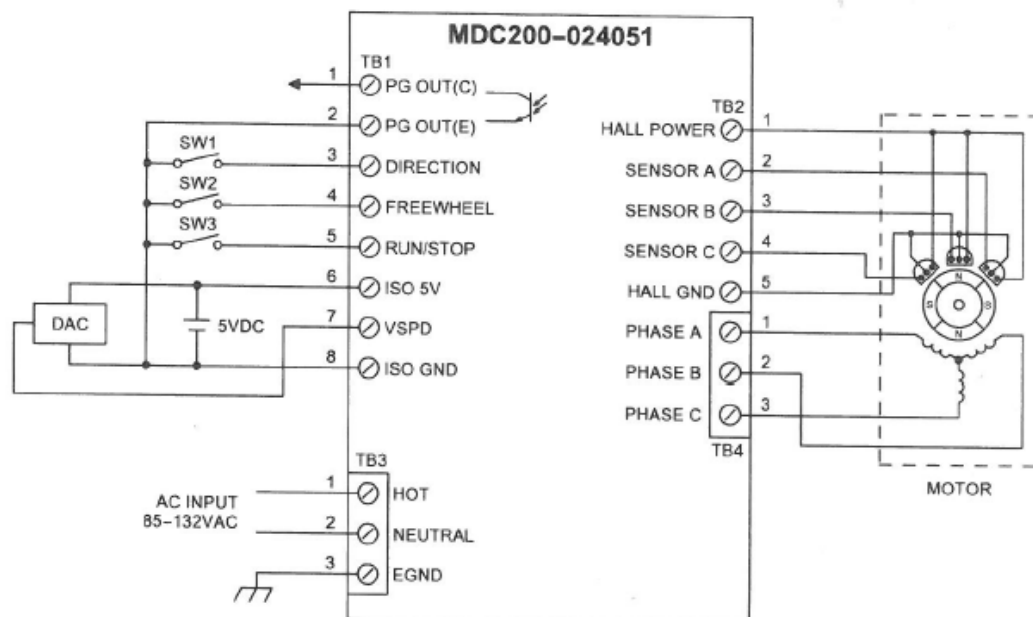 MDC200-024051
TB1
1 PG OUT(C)
2 PG OUT(E)
SW1
3 DIRECTION
SW2
4 FREEWHEEL
SW3
5 RUN/STOP
6 ISO 5V
DAC
5VDC
7 VSPD
8 ISO GND
TB3
AC INPUT
85-132VAC
1 HOT
2 NEUTRAL
3 EGND
TB2
HALL POWER 1
SENSOR A 2
SENSOR B 3
SENSOR C 4
HALL GND 5
PHASE A 1
PHASE B 2
PHASE C 3
TB4
N
S
S
N
MOTOR